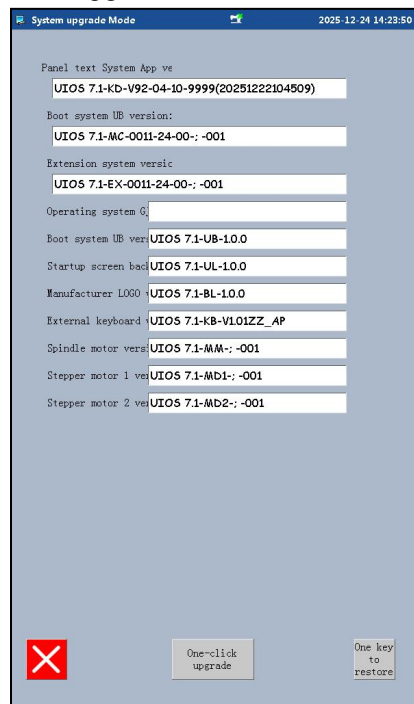 System upgrade Mode 2025-12-24 14:23:50
Panel text System App ve
UIOS 7.1-KD-V92-04-10-9999(20251222104509)
Boot system UB version:
UIOS 7.1-MC-0011-24-00-; -001
Extension system versic
UIOS 7.1-EX-0011-24-00-; -001
Operating system G
Boot system UB ver UIOS 7.1-UB-1.0.0
Startup screen bac UIOS 7.1-UL-1.0.0
Manufacturer LOGO v UIOS 7.1-BL-1.0.0
External keyboard v UIOS 7.1-KB-V1.01ZZ_AP
Spindle motor vers UIOS 7.1-MM-; -001
Stepper motor 1 ve UIOS 7.1-MD1-; -001
Stepper motor 2 ve UIOS 7.1-MD2-; -001
One-click
upgrade
One key
to
restore